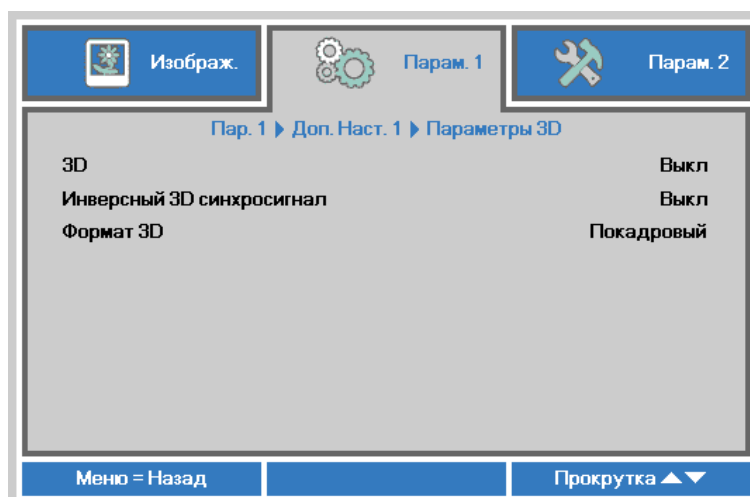 Изображ.
Парам. 1
Парам. 2
Пар. 1 ▶ Доп. Наст. 1 ▶ Параметры 3D
3D Выкл
Инверсный 3D синхросигнал Выкл
Формат 3D Покадровый
Меню = Назад
Прокрутка ▲▼